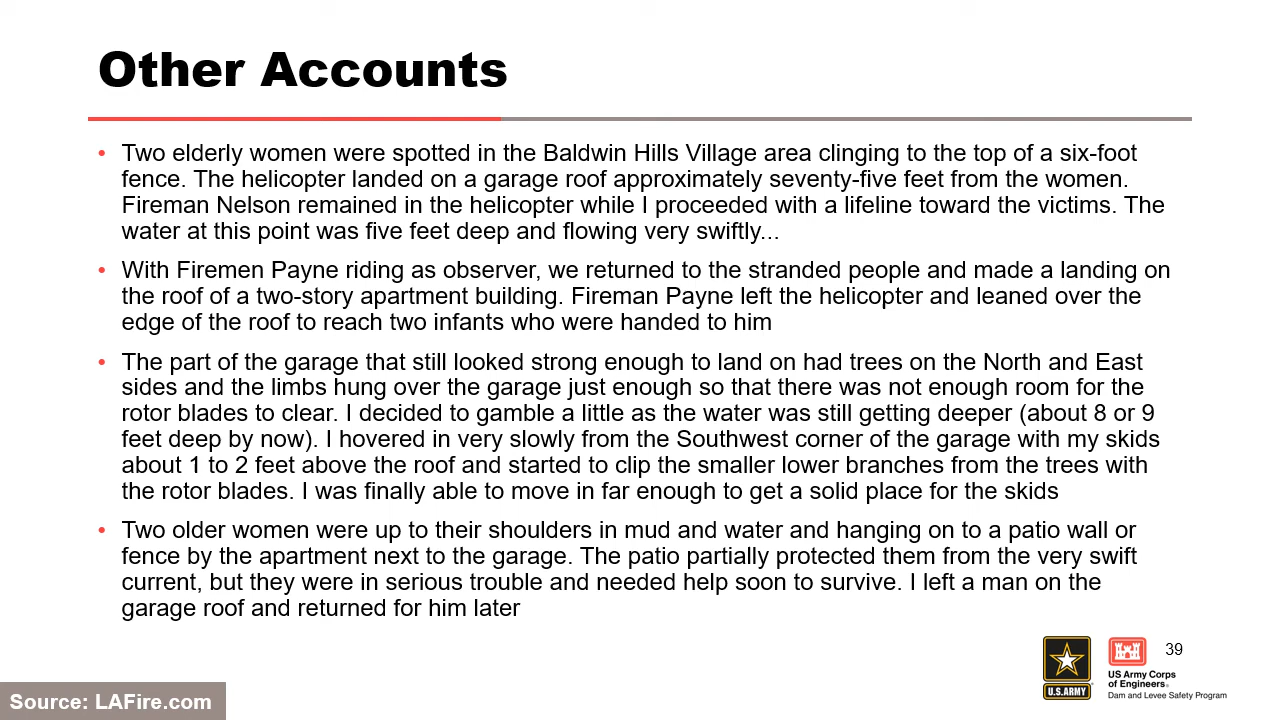 Other Accounts
• Two elderly women were spotted in the Baldwin Hills Village area clinging to the top of a six-foot
fence. The helicopter landed on a garage roof approximately seventy-five feet from the women.
Fireman Nelson remained in the helicopter while I proceeded with a lifeline toward the victims. The
water at this point was five feet deep and flowing very swiftly...
• With Firemen Payne riding as observer, we returned to the stranded people and made a landing on
the roof of a two-story apartment building. Fireman Payne left the helicopter and leaned over the
edge of the roof to reach two infants who were handed to him
• The part of the garage that still looked strong enough to land on had trees on the North and East
sides and the limbs hung over the garage just enough so that there was not enough room for the
rotor blades to clear. I decided to gamble a little as the water was still getting deeper (about 8 or 9
feet deep by now). I hovered in very slowly from the Southwest corner of the garage with my skids
about 1 to 2 feet above the roof and started to clip the smaller lower branches from the trees with
the rotor blades. I was finally able to move in far enough to get a solid place for the skids
• Two older women were up to their shoulders in mud and water and hanging on to a patio wall or
fence by the apartment next to the garage. The patio partially protected them from the very swift
current, but they were in serious trouble and needed help soon to survive. I left a man on the
garage roof and returned for him later
39
U.S.ARMY
US Army Corps
of Engineers®
Dam and Levee Safety Program
Source: LAFire.com